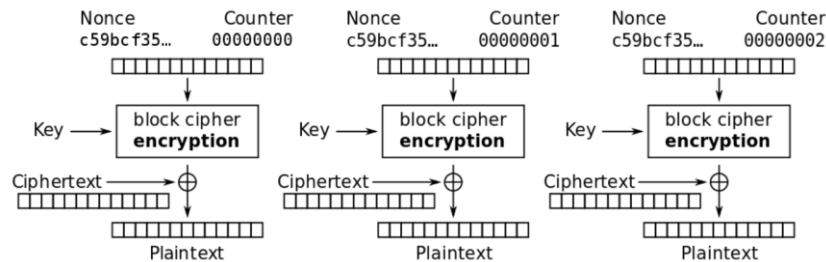 Nonce Counter Nonce Counter Nonce Counter
c59bcf35… 00000000 c59bcf35… 00000001 c59bcf35… 00000002
block cipher block cipher block cipher
Key encryption Key encryption Key encryption
Ciphertext Ciphertext Ciphertext
Plaintext Plaintext Plaintext